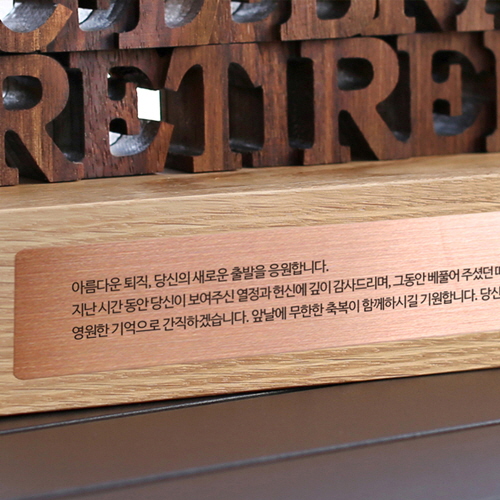 RETIRE
아름다운 퇴직, 당신의 새로운 출발을 응원합니다.
지난 시간 동안 당신이 보여주신 열정과 헌신에 깊이 감사드리며, 그동안 베풀어 주셨던
영원한 기억으로 간직하겠습니다. 앞날에 무한한 축복이 함께하시길 기원합니다. 당신